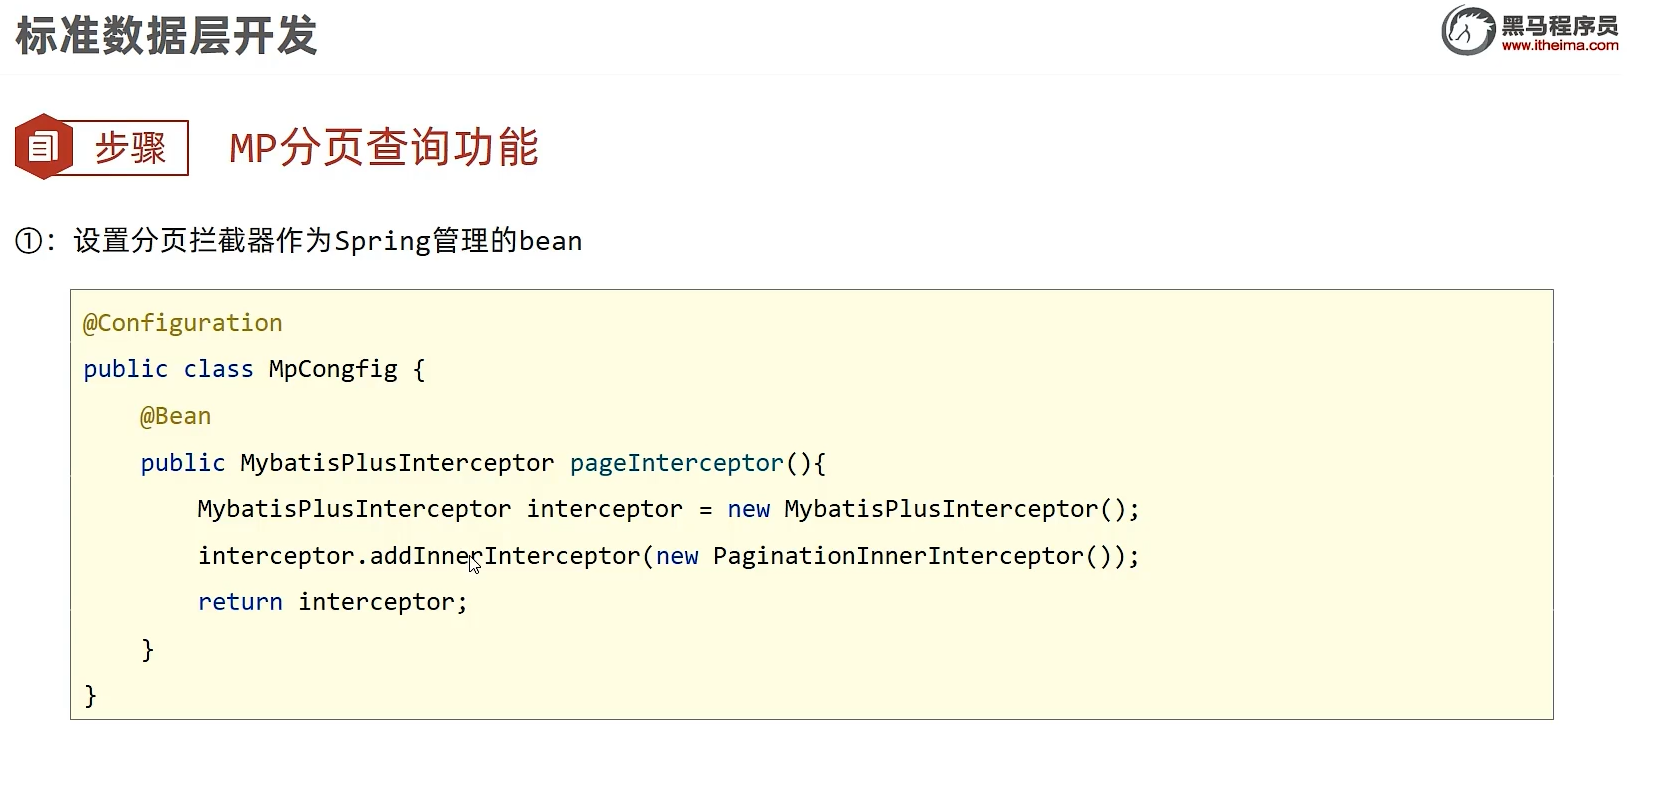 标准数据层开发
黑马程序员
www.itheima.com
步骤
MP分页查询功能
①：设置分页拦截器作为Spring管理的bean
@Configuration
public class MpCongfig {
@Bean
public MybatisPlusInterceptor pageInterceptor(){
MybatisPlusInterceptor interceptor = new MybatisPlusInterceptor();
interceptor.addInnerInterceptor(new PaginationInnerInterceptor());
return interceptor;
}
}